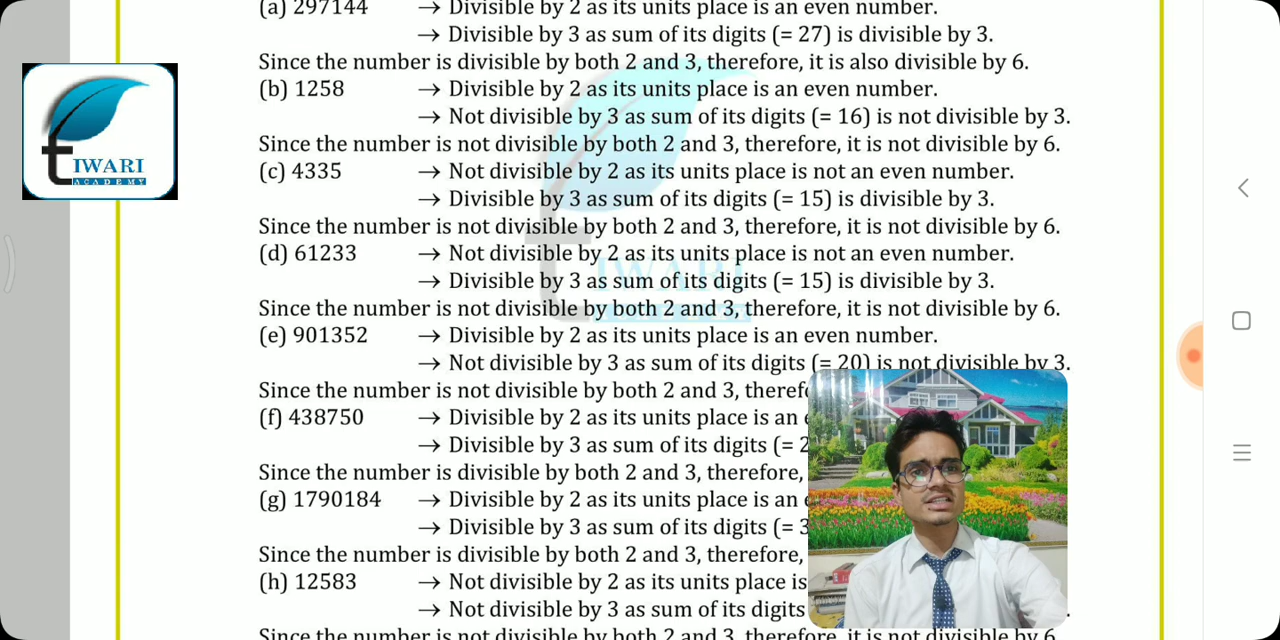 (a) 297144 → Divisible by 2 as its units place is an even number.
→ Divisible by 3 as sum of its digits (= 27) is divisible by 3.
Since the number is divisible by both 2 and 3, therefore, it is also divisible by 6.
(b) 1258 → Divisible by 2 as its units place is an even number.
→ Not divisible by 3 as sum of its digits (= 16) is not divisible by 3.
Since the number is not divisible by both 2 and 3, therefore, it is not divisible by 6.
(c) 4335 → Not divisible by 2 as its units place is not an even number.
→ Divisible by 3 as sum of its digits (= 15) is divisible by 3.
Since the number is not divisible by both 2 and 3, therefore, it is not divisible by 6.
(d) 61233 → Not divisible by 2 as its units place is not an even number.
→ Divisible by 3 as sum of its digits (= 15) is divisible by 3.
Since the number is not divisible by both 2 and 3, therefore, it is not divisible by 6.
(e) 901352 → Divisible by 2 as its units place is an even number.
→ Not divisible by 3 as sum of its digits (= 20) is not divisible by 3.
Since the number is not divisible by both 2 and 3,
(f) 438750 → Divisible by 2 as its units place is an
→ Divisible by 3 as sum of its digits (= 2
Since the number is divisible by both 2 and 3, therefore,
(g) 1790184 → Divisible by 2 as its units place is an
→ Divisible by 3 as sum of its digits (= 3
Since the number is divisible by both 2 and 3, therefore,
(h) 12583 → Not divisible by 2 as its units place is
→ Not divisible by 3 as sum of its digits
Since the number is not divisible by both 2 and 3, therefore, it is not divisible by 6.
tIWARI
ACADEMY
IWARI